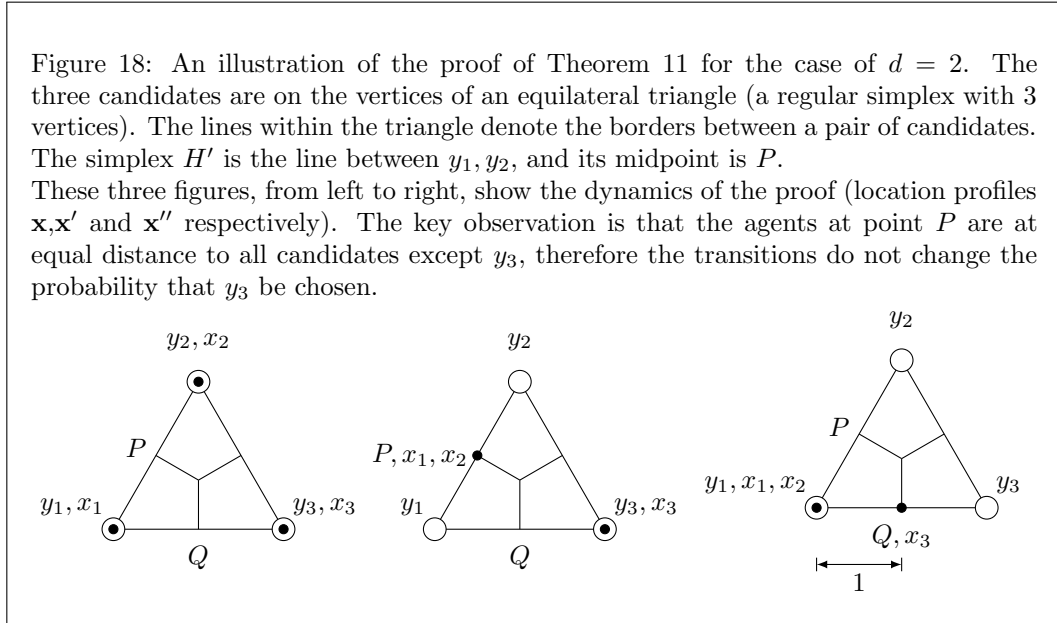 Figure 18: An illustration of the proof of Theorem 11 for the case of d = 2. The
three candidates are on the vertices of an equilateral triangle (a regular simplex with 3
vertices). The lines within the triangle denote the borders between a pair of candidates.
The simplex H′ is the line between y₁, y₂, and its midpoint is P.
These three figures, from left to right, show the dynamics of the proof (location profiles
x,x′ and x′′ respectively). The key observation is that the agents at point P are at
equal distance to all candidates except y₃, therefore the transitions do not change the
probability that y₃ be chosen.
y₂, x₂
P
y₁, x₁
y₃, x₃
Q
y₂
P, x₁, x₂
y₁
y₃, x₃
Q
y₂
P
y₁, x₁, x₂
y₃
Q, x₃
1